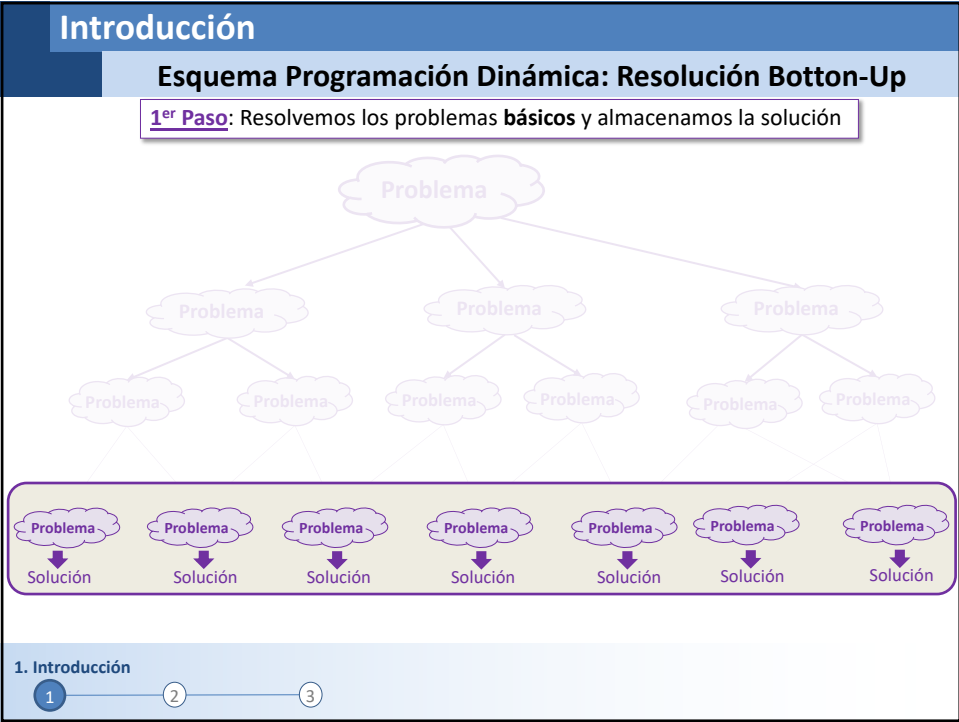 Introducción
Esquema Programación Dinámica: Resolución Botton-Up
1er Paso: Resolvemos los problemas básicos y almacenamos la solución
Problema
Problema Problema Problema
Problema Problema Problema Problema Problema Problema
Problema Problema Problema Problema Problema Problema Problema
Solución Solución Solución Solución Solución Solución Solución
1. Introducción
1 2 3